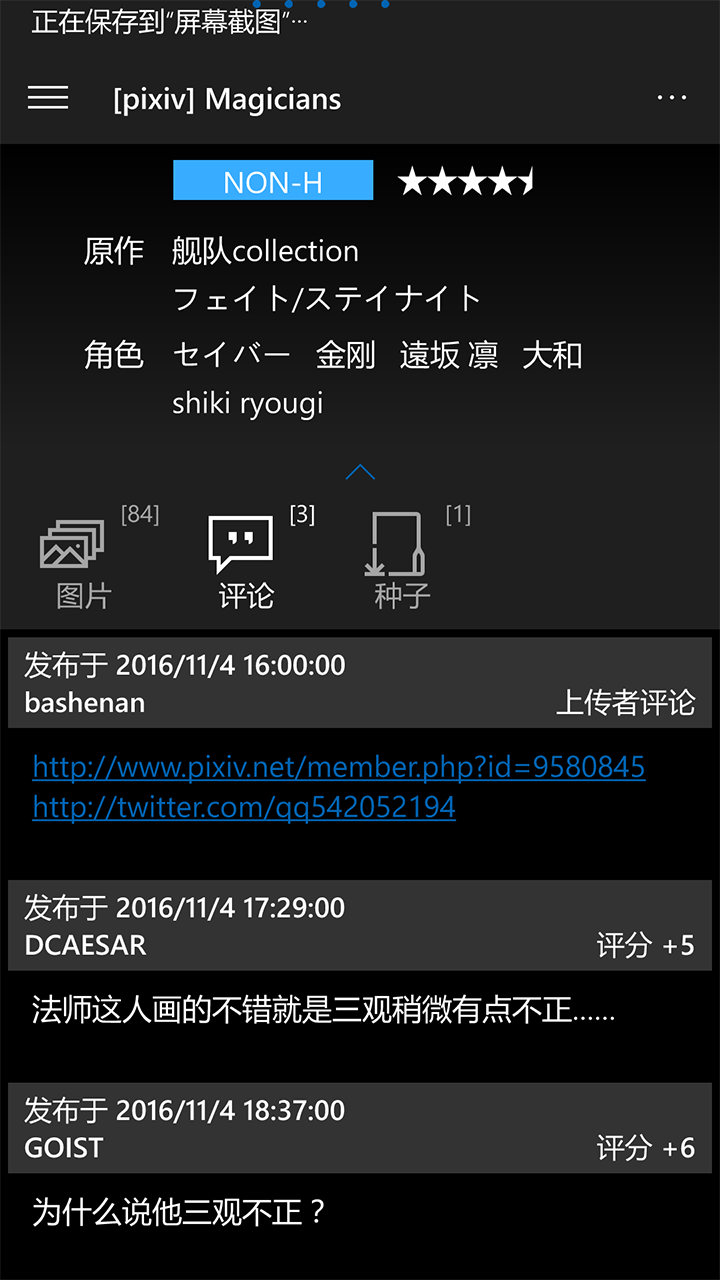 正在保存到“屏幕截图”…
[pixiv] Magicians
NON-H
原作 舰队collection
フェイト/ステイナイト
角色 セイバー 金刚 遠坂 凛 大和
shiki ryougi
[84] [3] [1]
图片 评论 种子
发布于 2016/11/4 16:00:00
bashenan 上传者评论
http://www.pixiv.net/member.php?id=9580845
http://twitter.com/qq542052194
发布于 2016/11/4 17:29:00
DCAESAR 评分 +5
法师这人画的不错就是三观稍微有点不正......
发布于 2016/11/4 18:37:00
GOIST 评分 +6
为什么说他三观不正？